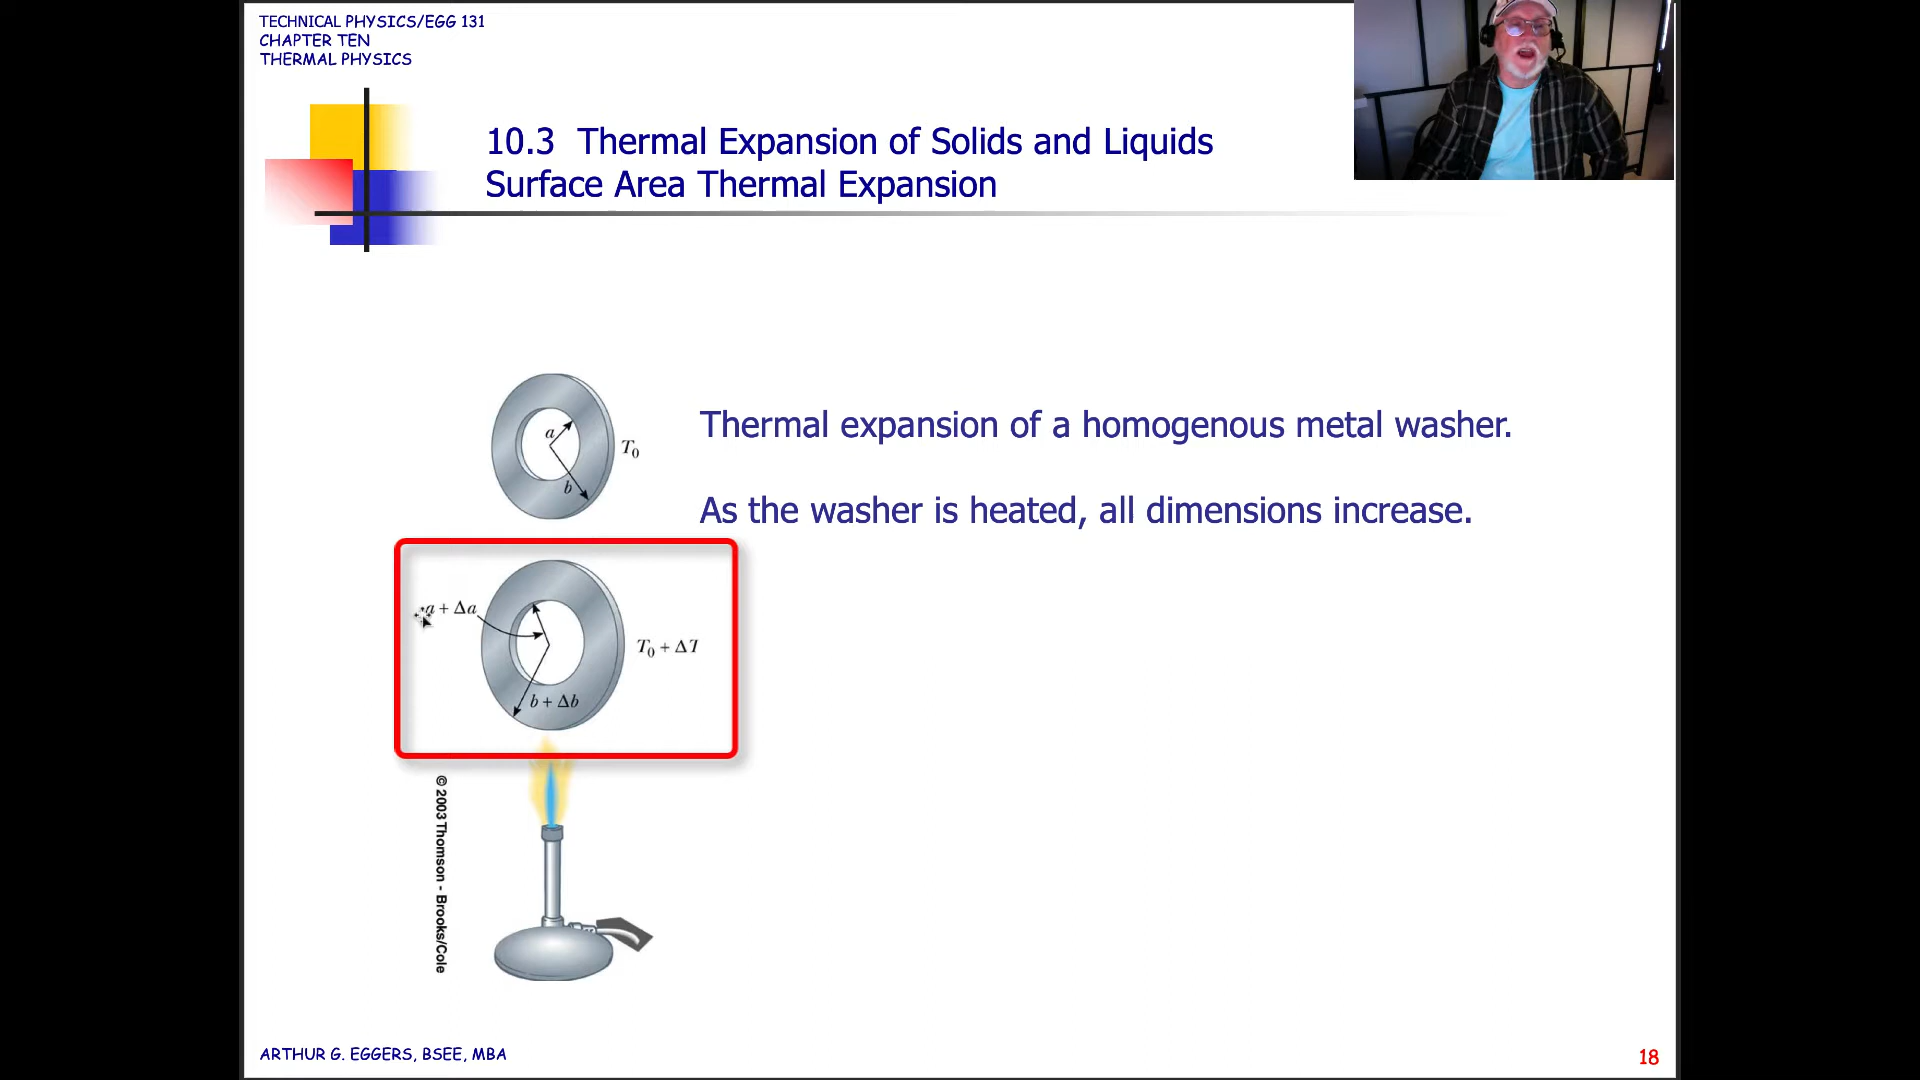 TECHNICAL PHYSICS/EGG 131
CHAPTER TEN
THERMAL PHYSICS
10.3 Thermal Expansion of Solids and Liquids
Surface Area Thermal Expansion
a
T0
b
Thermal expansion of a homogenous metal washer.
As the washer is heated, all dimensions increase.
a + Δa
T0 + ΔT
b + Δb
© 2003 Thomson - Brooks/Cole
ARTHUR G. EGGERS, BSEE, MBA
18